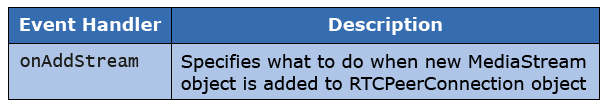 Event Handler Description
onAddStream Specifies what to do when new MediaStream
object is added to RTCPeerConnection object